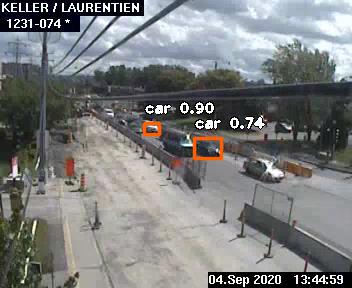 KELLER / LAURENTIEN
1231-074 *
car 0.90
car 0.74
04.Sep 2020 13:44:59